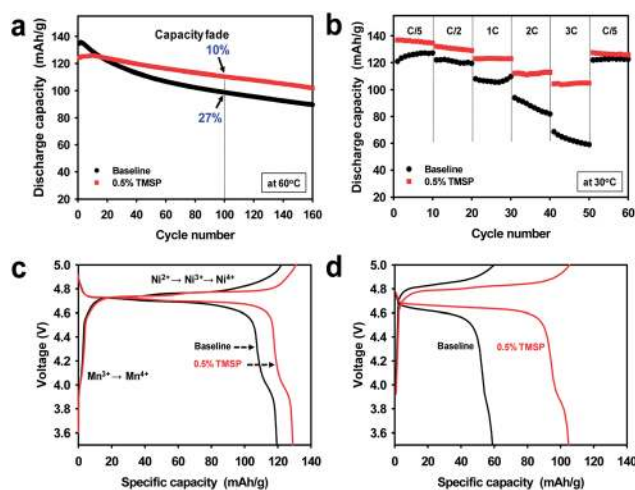 a
Discharge capacity (mAh/g)
140
120
100
80
60
40
20
Capacity fade
10%
27%
Baseline
0.5% TMSP
at 60°C
0 20 40 60 80 100 120 140 160
Cycle number
b
Discharge capacity (mAh/g)
140
120
100
80
60
40
20
C/5 C/2 1C 2C 3C C/5
Baseline
0.5% TMSP
at 30°C
0 10 20 30 40 50 60
Cycle number
c
Voltage (V)
5.0
4.8
4.6
4.4
4.2
4.0
3.8
3.6
Ni2+→ Ni3+→ Ni4+
Baseline
0.5% TMSP
Mn3+→ Mn4+
0 20 40 60 80 100 120 140
Specific capacity (mAh/g)
d
Voltage (V)
5.0
4.8
4.6
4.4
4.2
4.0
3.8
3.6
Baseline
0.5% TMSP
0 20 40 60 80 100 120 140
Specific capacity (mAh/g)